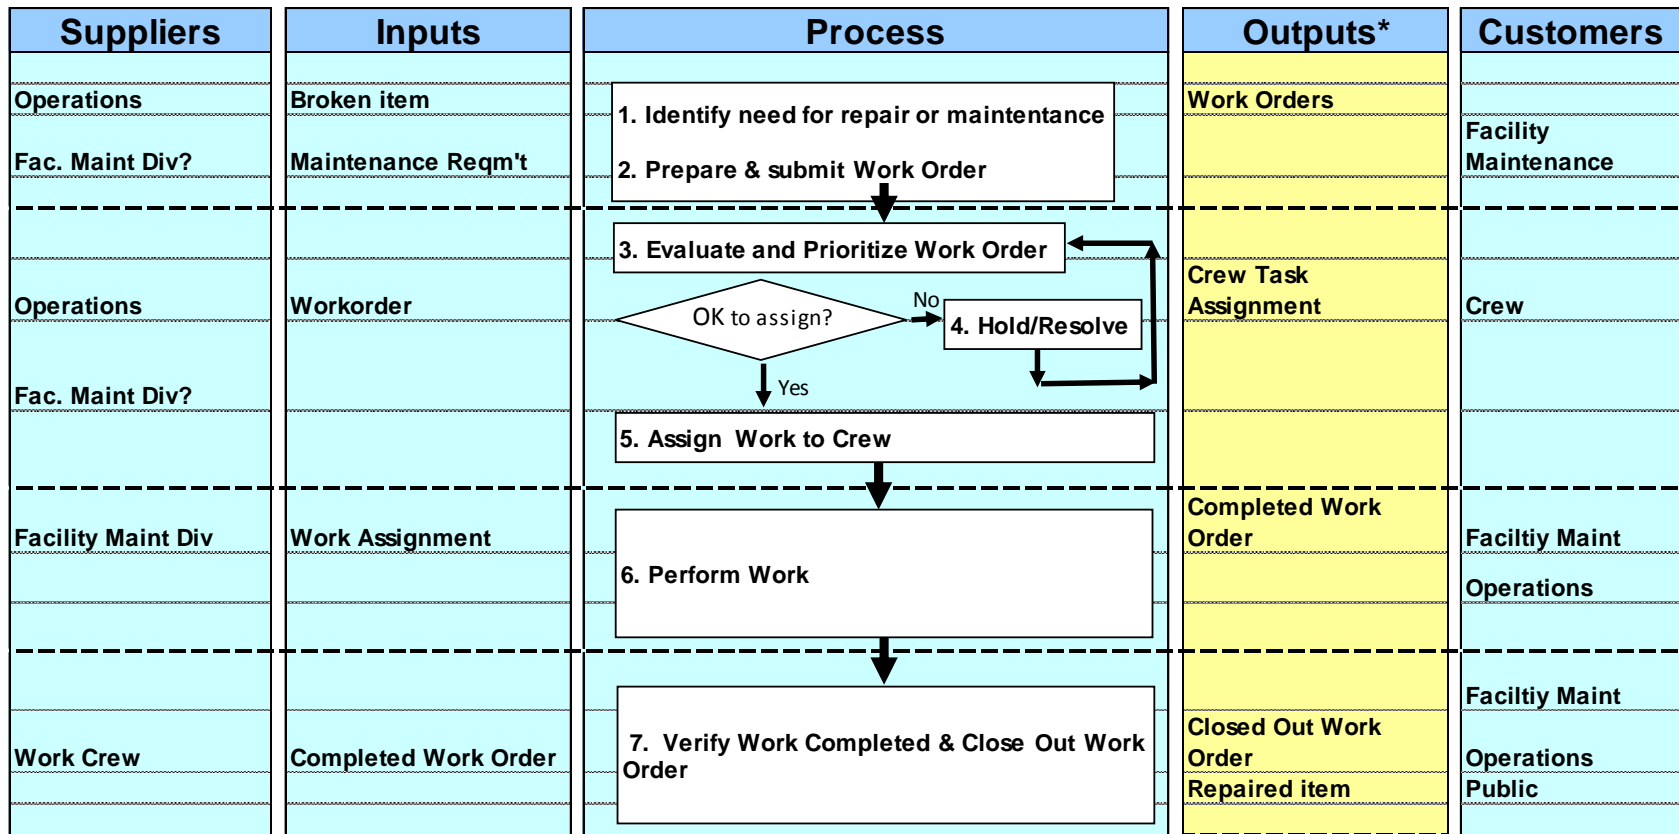 Suppliers
Inputs
Process
Outputs*
Customers
Operations
Broken item
1. Identify need for repair or maintentance
Work Orders
Fac. Maint Div?
Maintenance Reqm't
2. Prepare & submit Work Order
Facility
Maintenance
3. Evaluate and Prioritize Work Order
Operations
Workorder
OK to assign?
No
4. Hold/Resolve
Crew Task
Assignment
Crew
Fac. Maint Div?
Yes
5. Assign Work to Crew
Facility Maint Div
Work Assignment
6. Perform Work
Completed Work
Order
Faciltiy Maint
Operations
Work Crew
Completed Work Order
7. Verify Work Completed & Close Out Work
Order
Closed Out Work
Order
Repaired item
Faciltiy Maint
Operations
Public